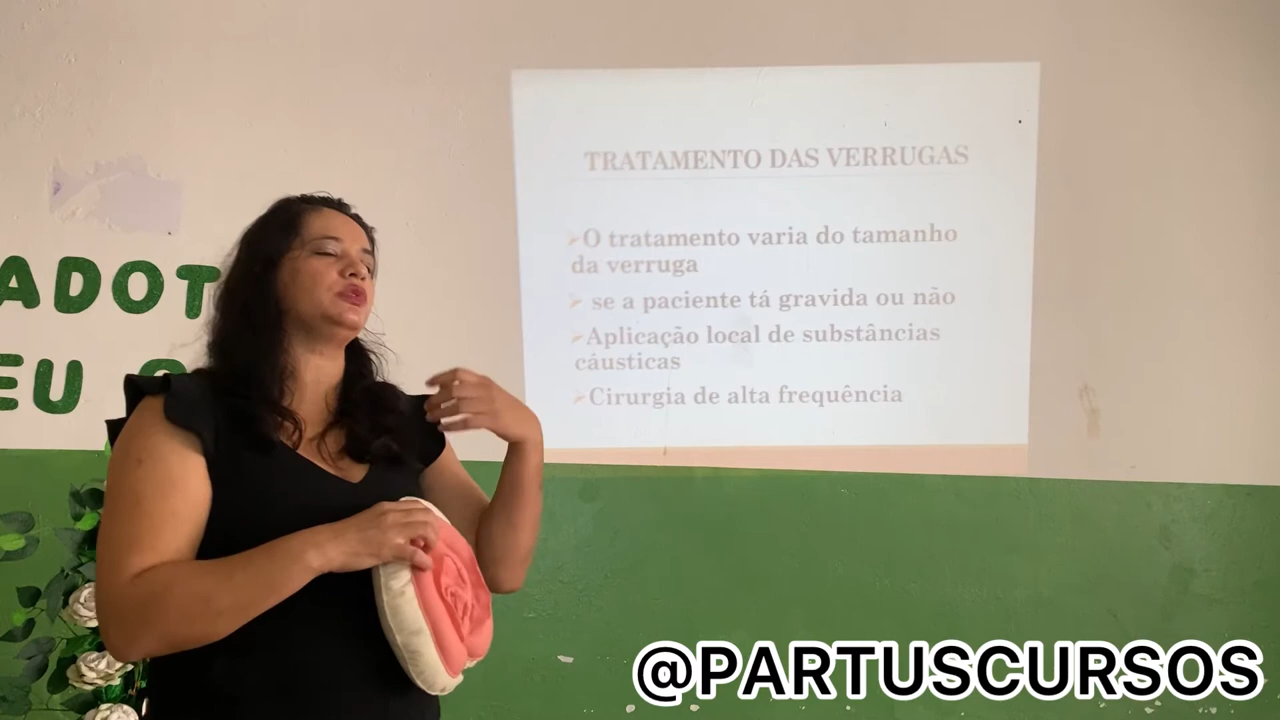 TRATAMENTO DAS VERRUGAS
➢O tratamento varia do tamanho
da verruga
➢ se a paciente tá gravida ou não
➢Aplicação local de substâncias
câusticas
➢Cirurgia de alta frequência
ADOT
EU
@PARTUSCURSOS